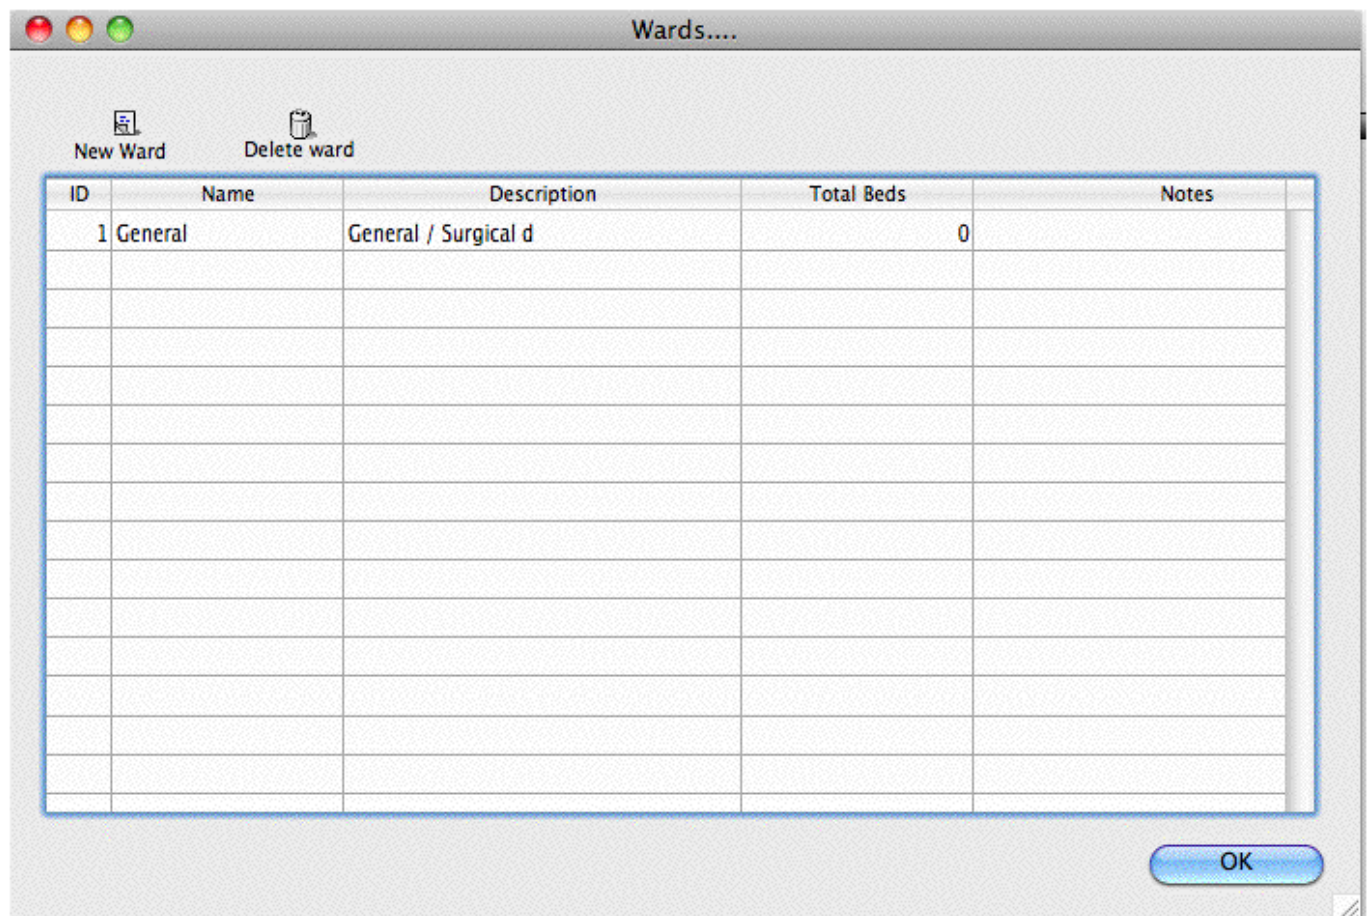 Wards....
New Ward Delete ward
ID Name Description Total Beds Notes
1 General General / Surgical d 0
OK